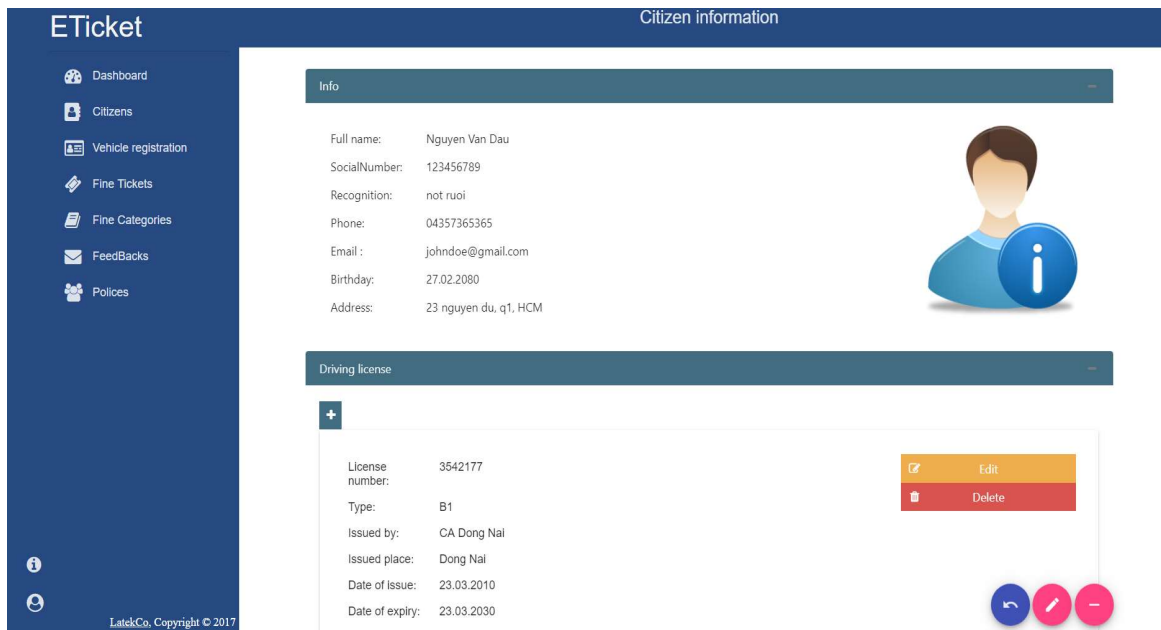 ETicket
Citizen information
Dashboard
Citizens
Vehicle registration
Fine Tickets
Fine Categories
FeedBacks
Polices
LatekCo, Copyright © 2017
Info
Full name: Nguyen Van Dau
SocialNumber: 123456789
Recognition: not ruoi
Phone: 04357365365
Email : johndoe@gmail.com
Birthday: 27.02.2080
Address: 23 nguyen du, q1, HCM
Driving license
License number: 3542177
Type: B1
Issued by: CA Dong Nai
Issued place: Dong Nai
Date of issue: 23.03.2010
Date of expiry: 23.03.2030
Edit
Delete